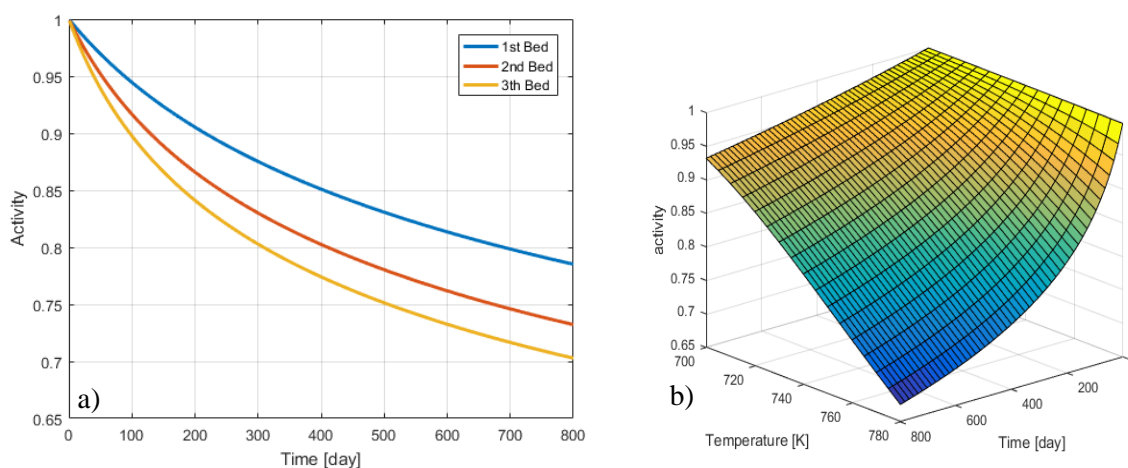 1
0.95
0.9
0.85
0.8
0.75
0.7
0.65
Activity
0 100 200 300 400 500 600 700 800
Time [day]
1st Bed
2nd Bed
3th Bed
a)
1
0.95
0.9
0.85
0.8
0.75
0.7
0.65
activity
700
720
740
760
780
Temperature [K]
800
600
400
200
Time [day]
b)